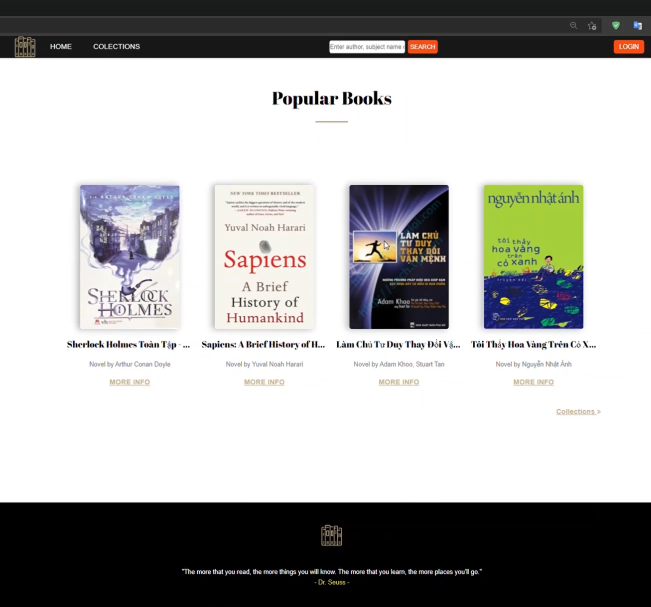 HOME COLECTIONS Enter author, subject name SEARCH LOGIN
Popular Books
SHERLOCK
HOLMES
NEW YORK TIMES BESTSELLER
Yuval Noah Harari
Sapiens
A Brief
History of
Humankind
LÀM CHỦ
TƯ DUY
THAY ĐỔI
VẬN MỆNH
Adam Khoo
nguyễn nhật ánh
tôi thấy
hoa vàng
trên
cỏ xanh
Sherlock Holmes Toàn Tập - ... Sapiens: A Brief History of H... Làm Chủ Tư Duy Thay Đổi Vậ... Tôi Thấy Hoa Vàng Trên Cỏ X...
Novel by Arthur Conan Doyle Novel by Yuval Noah Harari Novel by Adam Khoo, Stuart Tan Novel by Nguyễn Nhật Ánh
MORE INFO MORE INFO MORE INFO MORE INFO
Collections »
"The more that you read, the more things you will know. The more that you learn, the more places you'll go."
- Dr. Seuss -